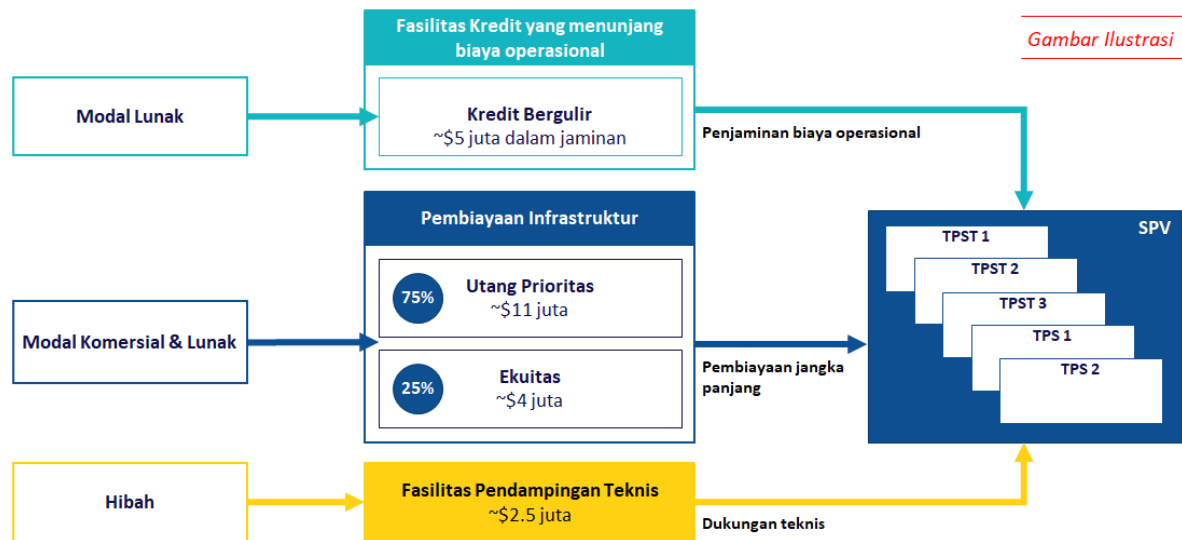 Fasilitas Kredit yang menunjang
biaya operasional
Gambar Ilustrasi
Modal Lunak
Kredit Bergulir
~$5 juta dalam jaminan
Penjaminan biaya operasional
Pembiayaan Infrastruktur
SPV
TPST 1
TPST 2
TPST 3
TPS 1
TPS 2
75%
Utang Prioritas
~$11 juta
Modal Komersial & Lunak
25%
Ekuitas
~$4 juta
Pembiayaan jangka
panjang
Hibah
Fasilitas Pendampingan Teknis
~$2.5 juta
Dukungan teknis